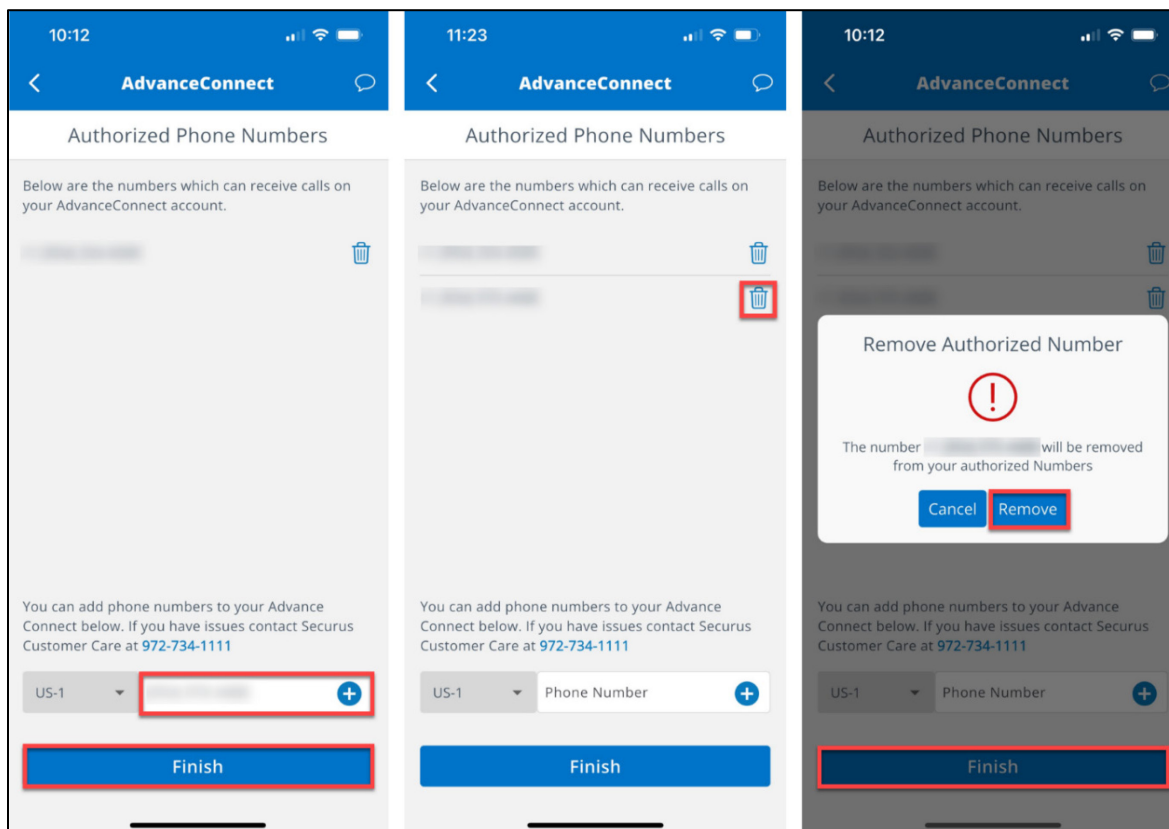 10:12
AdvanceConnect
Authorized Phone Numbers
Below are the numbers which can receive calls on
your AdvanceConnect account.
You can add phone numbers to your Advance
Connect below. If you have issues contact Securus
Customer Care at 972-734-1111
US-1
Finish
11:23
AdvanceConnect
Authorized Phone Numbers
Below are the numbers which can receive calls on
your AdvanceConnect account.
You can add phone numbers to your Advance
Connect below. If you have issues contact Securus
Customer Care at 972-734-1111
US-1 Phone Number
Finish
10:12
AdvanceConnect
Authorized Phone Numbers
Below are the numbers which can receive calls on
your AdvanceConnect account.
Remove Authorized Number
!
The number will be removed
from your authorized Numbers
Cancel Remove
You can add phone numbers to your Advance
Connect below. If you have issues contact Securus
Customer Care at 972-734-1111
US-1 Phone Number
Finish